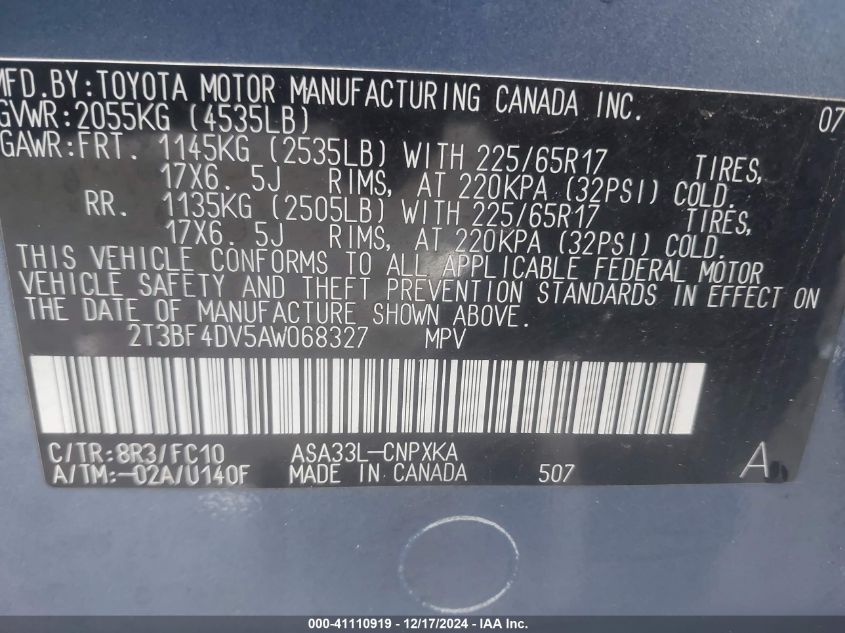 MFD.BY:TOYOTA MOTOR MANUFACTURING CANADA INC. 07
GVWR:2055KG (4535LB)
GAWR:FRT. 1145KG (2535LB) WITH 225/65R17 TIRES,
17X6. 5J RIMS, AT 220KPA (32PSI) COLD.
RR. 1135KG (2505LB) WITH 225/65R17 TIRES,
17X6. 5J RIMS, AT 220KPA (32PSI) COLD.
THIS VEHICLE CONFORMS TO ALL APPLICABLE FEDERAL MOTOR
VEHICLE SAFETY AND THEFT PREVENTION STANDARDS IN EFFECT ON
THE DATE OF MANUFACTURE SHOWN ABOVE.
2T3BF4DV5AW068327 MPV
C/TR:8R3/FC10 ASA33L-CNPXKA
A/TM:-02A/U140F MADE IN CANADA 507 A
000-41110919 - 12/17/2024 - IAAI - Copyright © IAA Holdings, LLC.